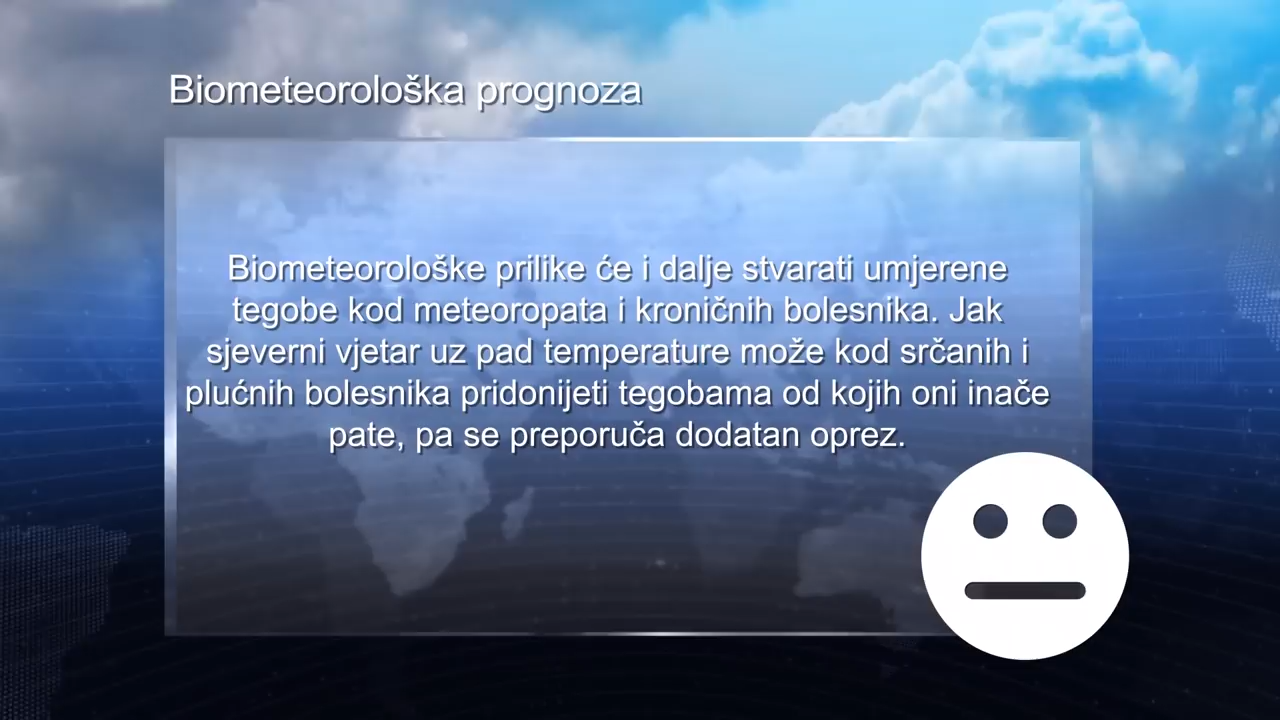 Biometeorološka prognoza
Biometeorološke prilike će i dalje stvarati umjerene
tegobe kod meteoropata i kroničnih bolesnika. Jak
sjeverni vjetar uz pad temperature može kod srčanih i
plućnih bolesnika pridonijeti tegobama od kojih oni inače
pate, pa se preporuča dodatan oprez.